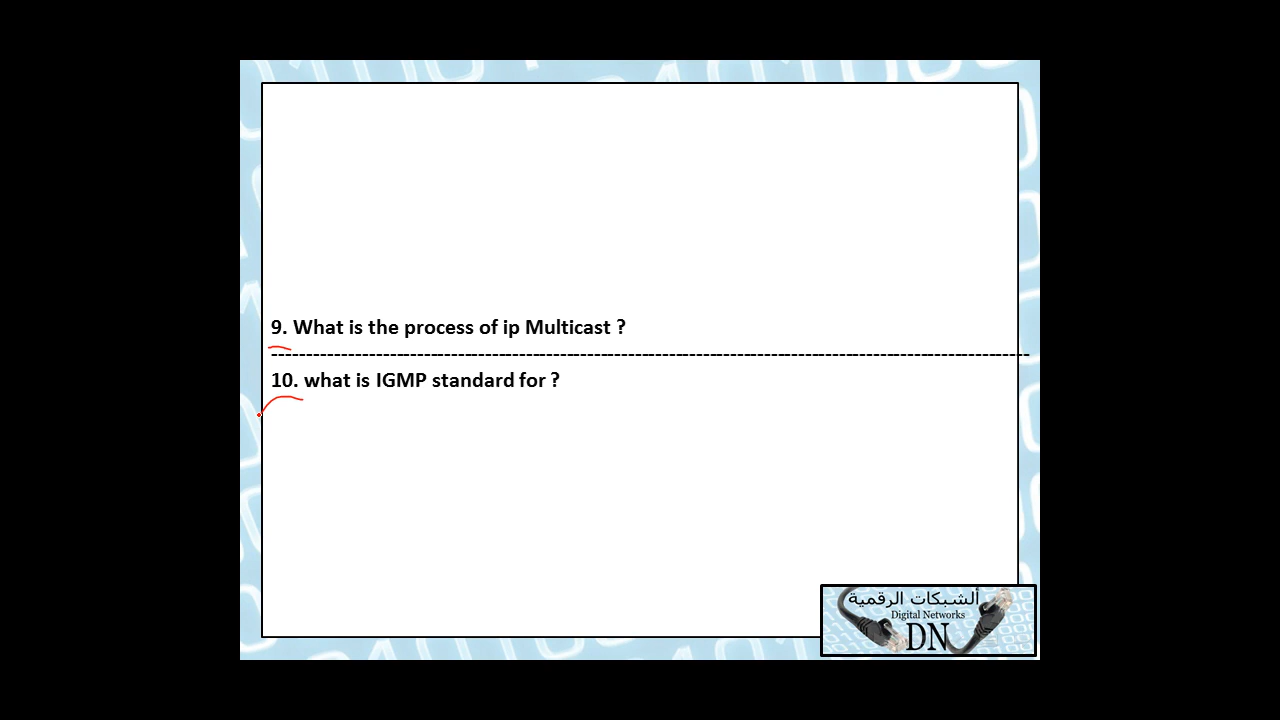 9. What is the process of ip Multicast ?
--------------------------------------------------------------------------------------------------------------
10. what is IGMP standard for ?
ألشبكات الرقمية
Digital Networks
DN